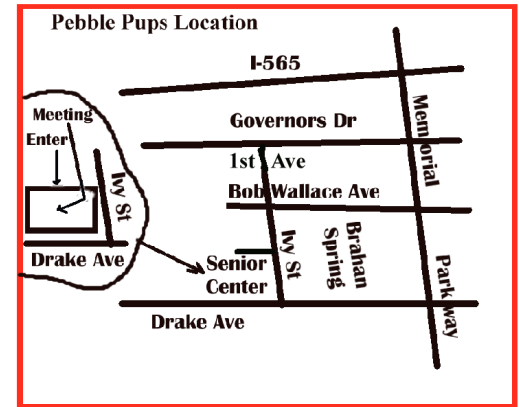 Pebble Pups Location
I-565
Meeting
Enter
Governors Dr
1st Ave
Bob Wallace Ave
Memorial
Parkway
Ivy St
Drake Ave
Ivy St
Brahan
Spring
Senior
Center
Drake Ave